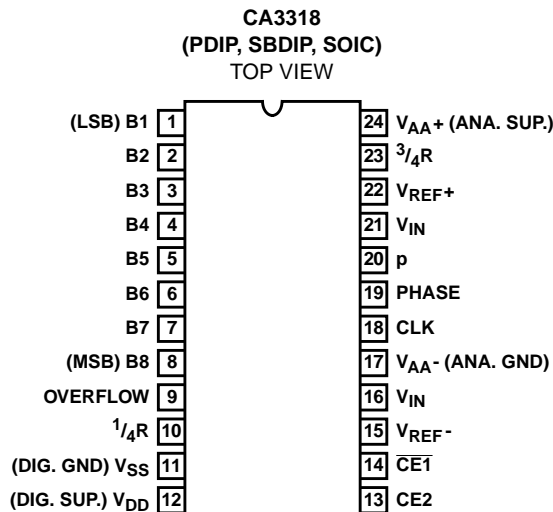 CA3318
(PDIP, SBDIP, SOIC)
TOP VIEW
(LSB) B1 1
B2 2
B3 3
B4 4
B5 5
B6 6
B7 7
(MSB) B8 8
OVERFLOW 9
1/4R 10
(DIG. GND) VSS 11
(DIG. SUP.) VDD 12
24 VAA+ (ANA. SUP.)
23 3/4R
22 VREF+
21 VIN
20 p
19 PHASE
18 CLK
17 VAA- (ANA. GND)
16 VIN
15 VREF-
14 C̅E̅1̅
13 CE2